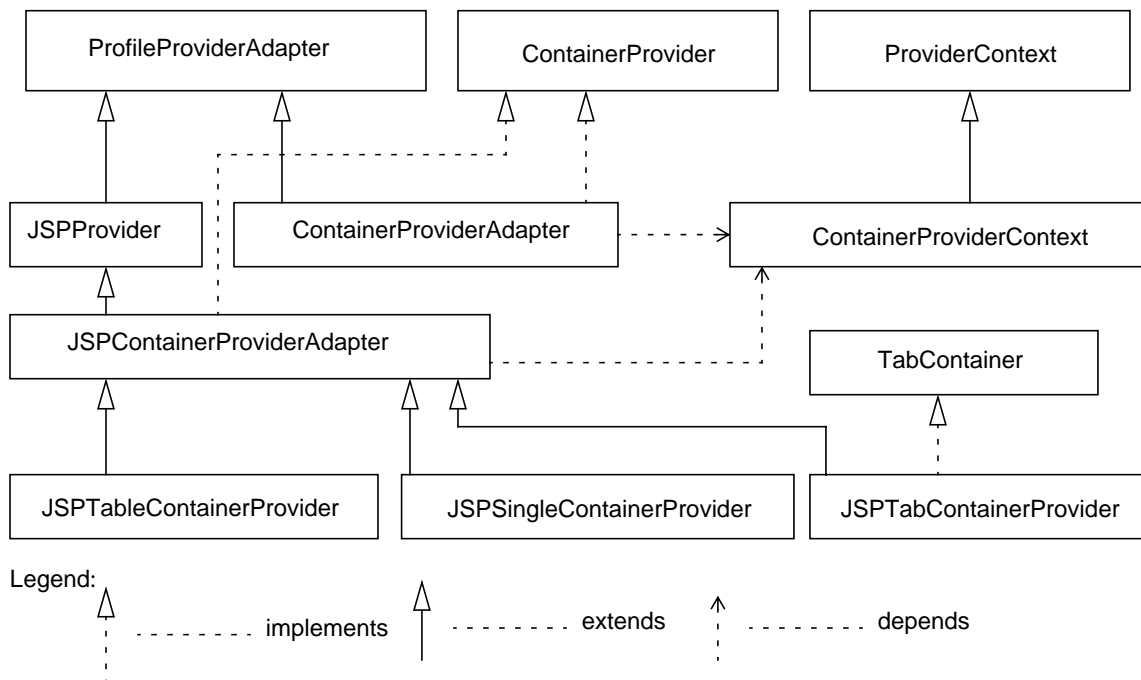 ProfileProviderAdapter
ContainerProvider
ProviderContext
JSPProvider
ContainerProviderAdapter
ContainerProviderContext
JSPContainerProviderAdapter
TabContainer
JSPTableContainerProvider
JSPSingleContainerProvider
JSPTabContainerProvider
Legend:
implements
extends
depends